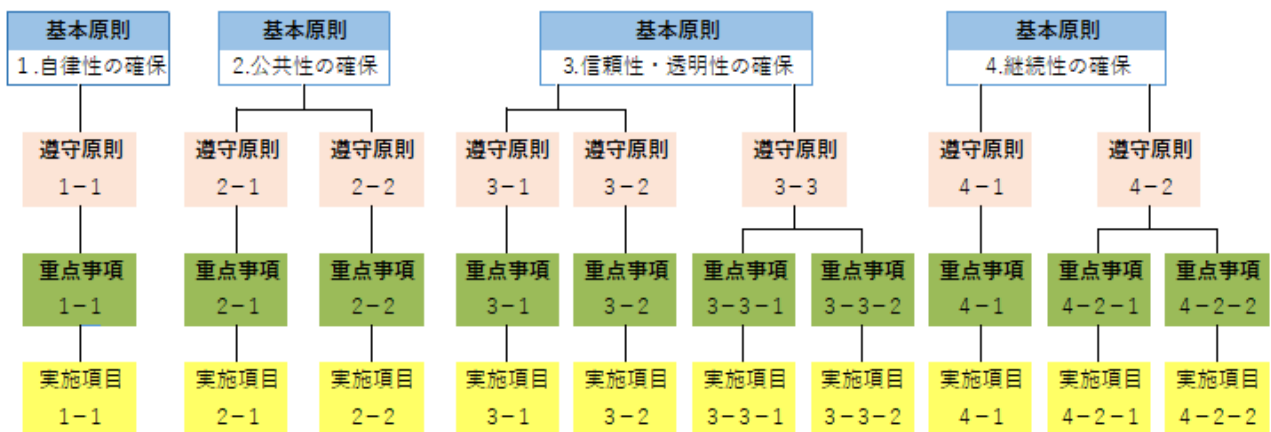 基本原則
1.自律性の確保
基本原則
2.公共性の確保
基本原則
3.信頼性・透明性の確保
基本原則
4.継続性の確保
遵守原則
1－1
遵守原則
2－1
遵守原則
2－2
遵守原則
3－1
遵守原則
3－2
遵守原則
3－3
遵守原則
4－1
遵守原則
4－2
重点事項
1－1
重点事項
2－1
重点事項
2－2
重点事項
3－1
重点事項
3－2
重点事項
3－3－1
重点事項
3－3－2
重点事項
4－1
重点事項
4－2－1
重点事項
4－2－2
実施項目
1－1
実施項目
2－1
実施項目
2－2
実施項目
3－1
実施項目
3－2
実施項目
3－3－1
実施項目
3－3－2
実施項目
4－1
実施項目
4－2－1
実施項目
4－2－2